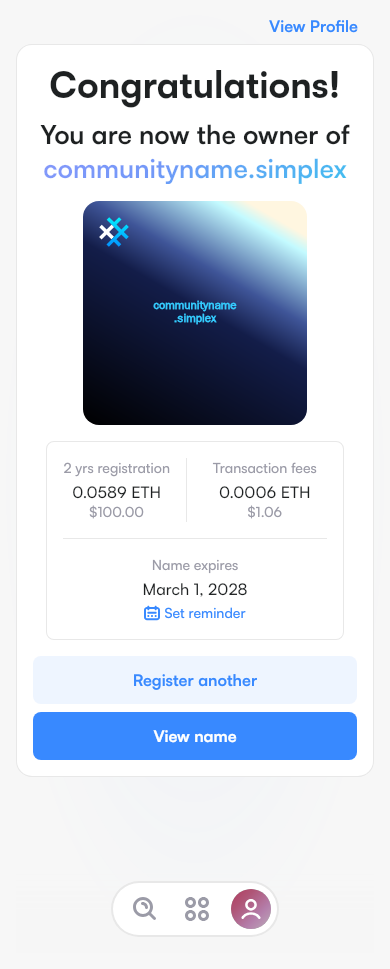 View Profile
Congratulations!
You are now the owner of
communityname.simplex
communityname
.simplex
2 yrs registration
0.0589 ETH
$100.00
Transaction fees
0.0006 ETH
$1.06
Name expires
March 1, 2028
Set reminder
Register another
View name